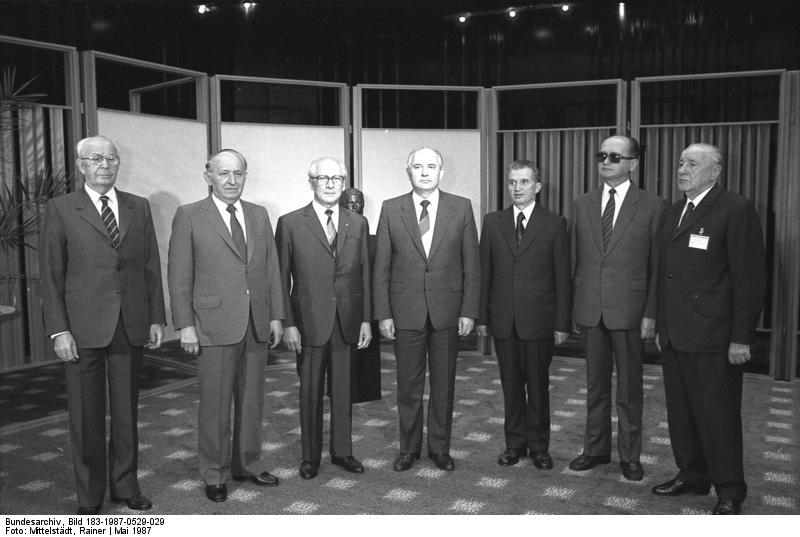 Bundesarchiv, Bild 183-1987-0529-029
Foto: Mittelstädt, Rainer | Mai 1987